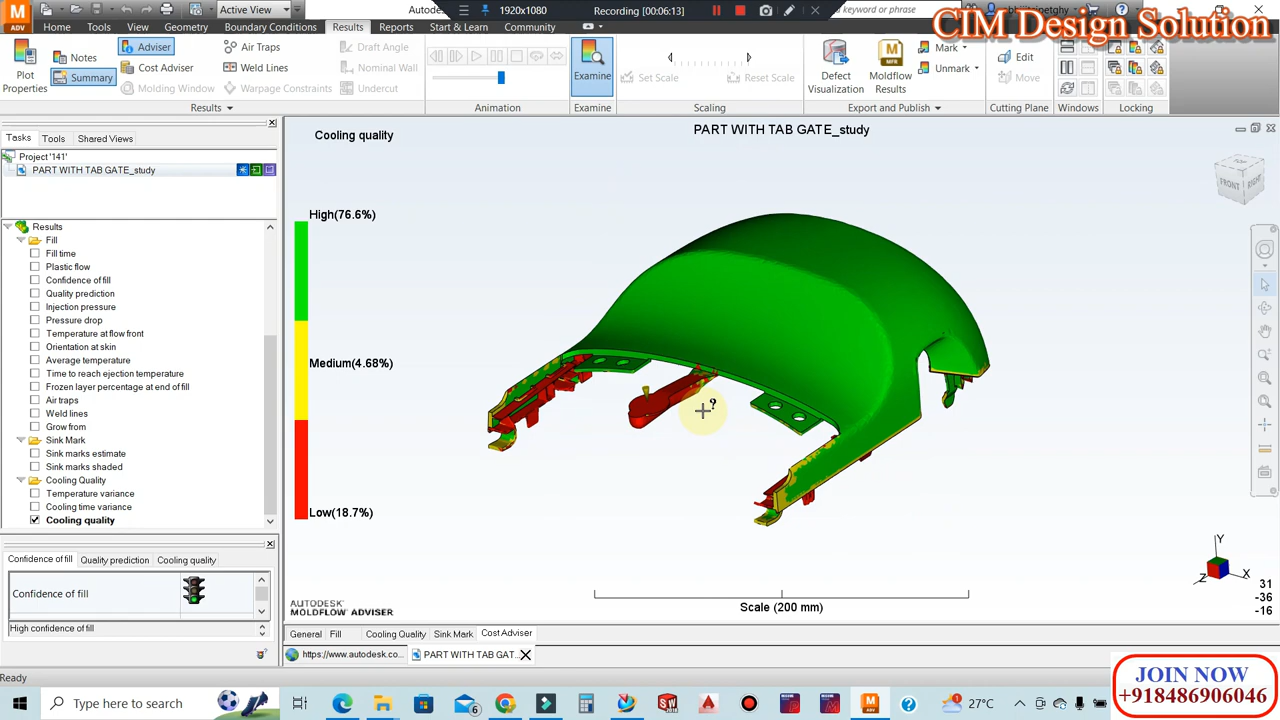 Active View
Autodes
1920x1080
Recording [00:06:13]
keyword or phrase
CIM Design Solution
ADV
Home
Tools
View
Geometry
Boundary Conditions
Results
Reports
Start & Learn
Community
Plot
Properties
Notes
Summary
Adviser
Cost Adviser
Molding Window
Air Traps
Weld Lines
Warpage Constraints
Draft Angle
Nominal Wall
Undercut
Examine
Set Scale
Reset Scale
Defect
Visualization
Moldflow
Results
Mark
Unmark
Edit
Move
Results
Animation
Examine
Scaling
Export and Publish
Cutting Plane
Windows
Locking
Tasks
Tools
Shared Views
Project '141'
PART WITH TAB GATE_study
Results
Fill
Fill time
Plastic flow
Confidence of fill
Quality prediction
Injection pressure
Pressure drop
Temperature at flow front
Orientation at skin
Average temperature
Time to reach ejection temperature
Frozen layer percentage at end of fill
Air traps
Weld lines
Grow from
Sink Mark
Sink marks estimate
Sink marks shaded
Cooling Quality
Temperature variance
Cooling time variance
Cooling quality
Confidence of fill
Quality prediction
Cooling quality
Confidence of fill
High confidence of fill
Cooling quality
PART WITH TAB GATE_study
High(76.6%)
Medium(4.68%)
Low(18.7%)
TOP
FRONT
RIGHT
AUTODESK
MOLDFLOW ADVISER
Scale (200 mm)
Y
X
Z
31
-36
-16
General
Fill
Cooling Quality
Sink Mark
Cost Adviser
https://www.autodesk.co...
PART WITH TAB GAT...
Ready
Type here to search
27°C
JOIN NOW
+918486906046